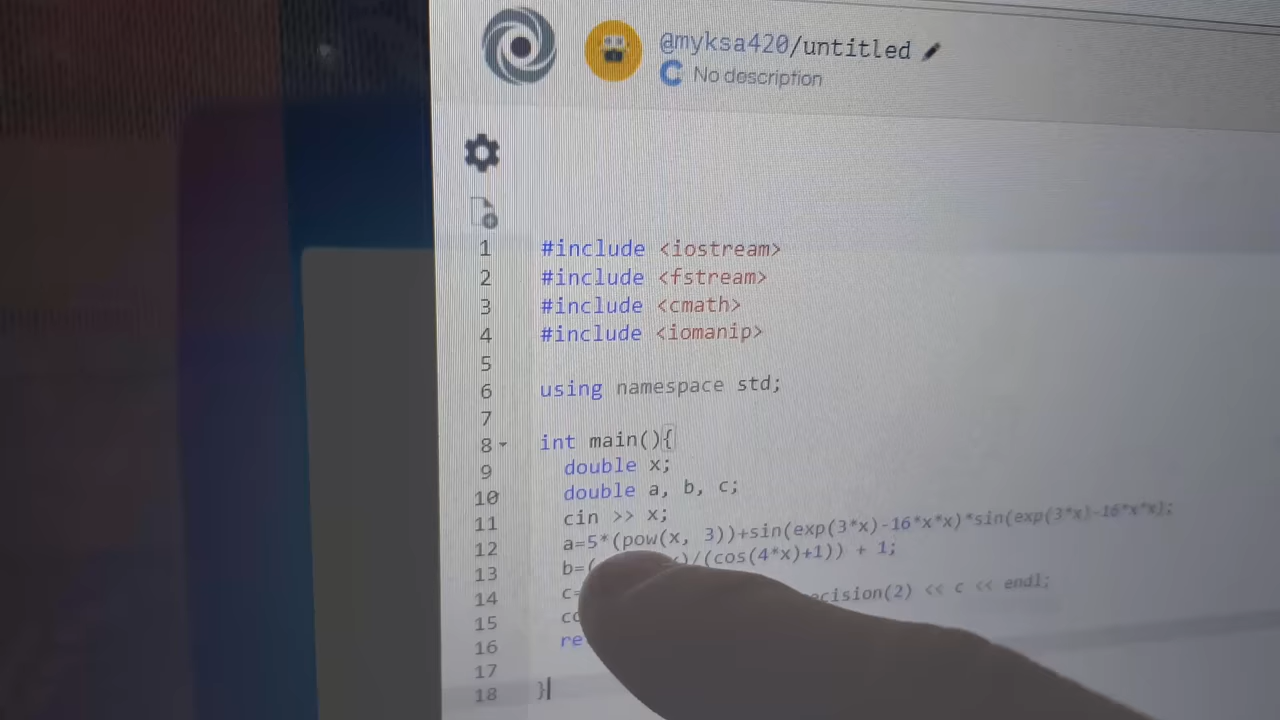 @myksa420/untitled
No description
1 #include <iostream>
2 #include <fstream>
3 #include <cmath>
4 #include <iomanip>
5
6 using namespace std;
7
8 int main(){
9 double x;
10 double a, b, c;
11 cin >> x;
12 a=5*(pow(x, 3))+sin(exp(3*x)-16*x*x)*sin(exp(3*x)-16*x*x);
13 b=( )/(cos(4*x)+1)) + 1;
14 c=
15 (2) << c << endl;
16
17
18 }